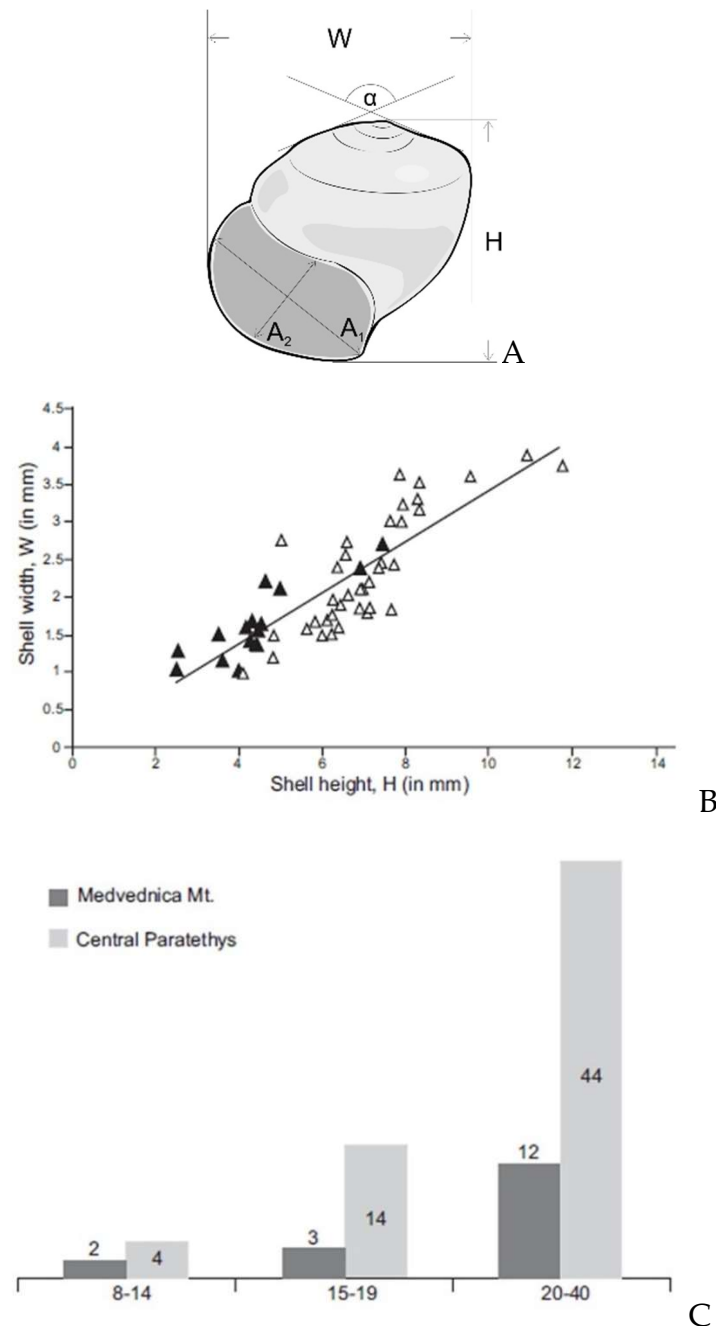 W
α
H
A₂
A₁
A
4.5
4
3.5
3
2.5
2
1.5
1
0.5
0
Shell width, W (in mm)
0 2 4 6 8 10 12 14
Shell height, H (in mm)
B
Medvednica Mt.
Central Paratethys
44
12
14
3
2
4
8-14 15-19 20-40
C